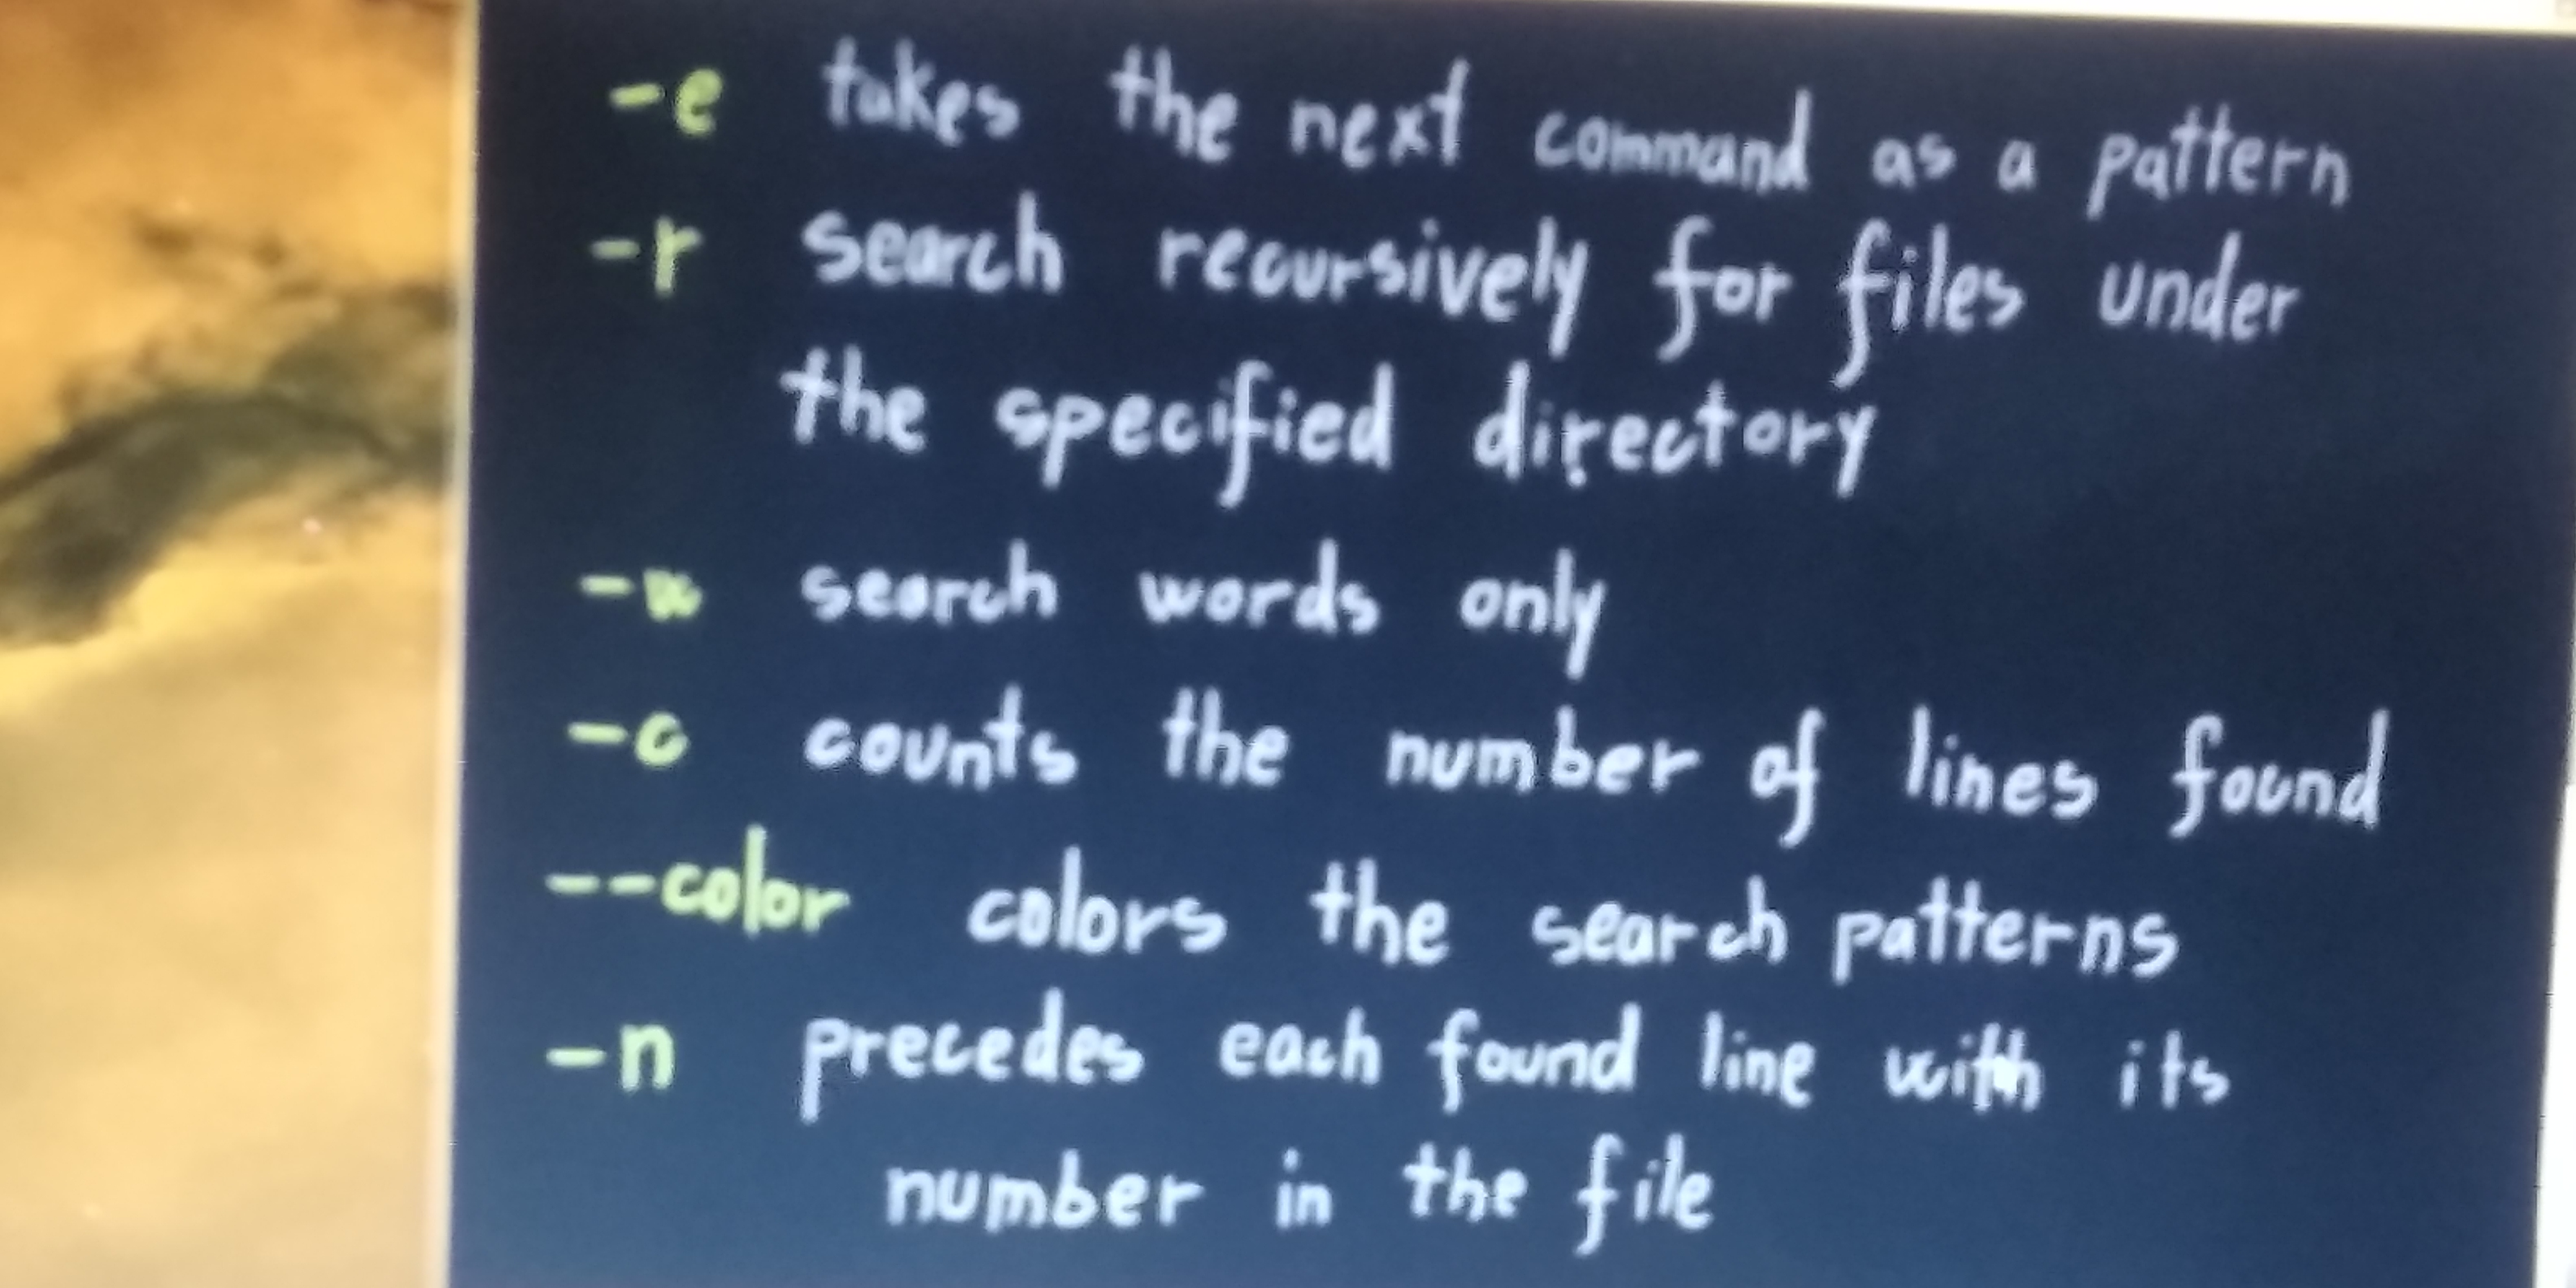 -e takes the next command as a pattern
-r search recursively for files under
the specified directory
-w search words only
-c counts the number of lines found
--color colors the search patterns
-n precedes each found line with its
number in the file